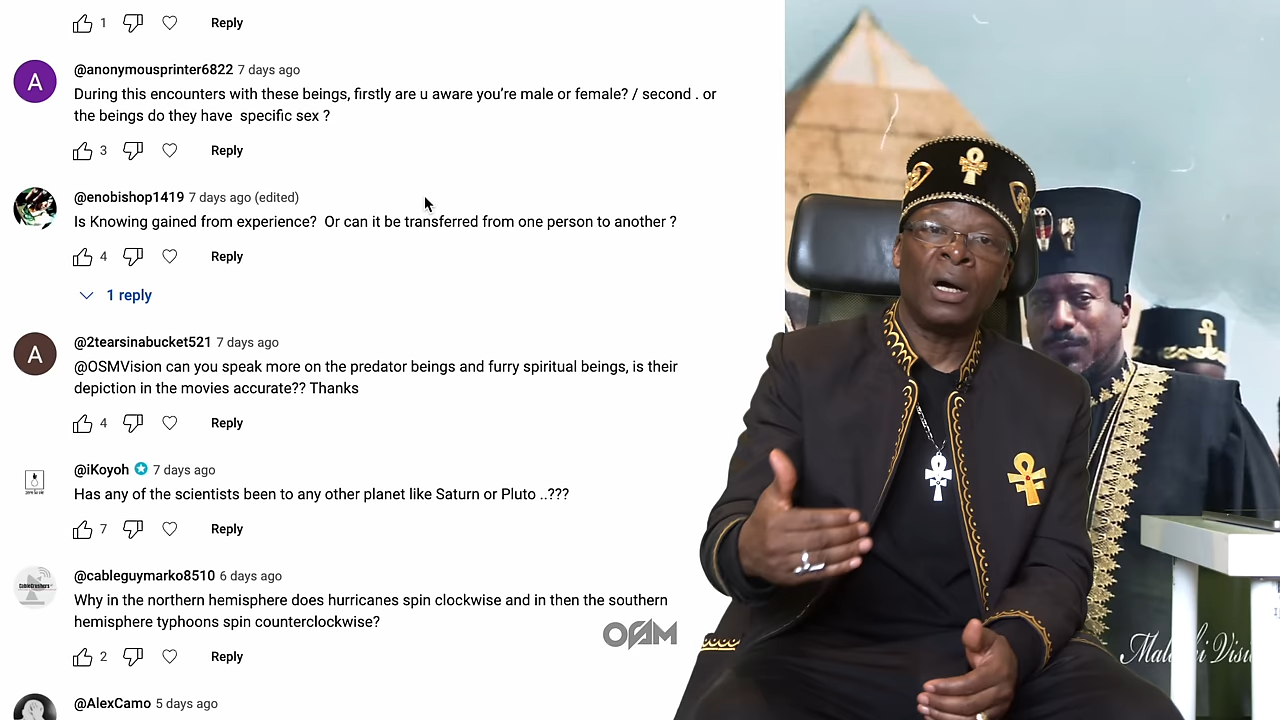 1 Reply
A
@anonymousprinter6822 7 days ago
During this encounters with these beings, firstly are u aware you're male or female? / second . or
the beings do they have specific sex ?
3 Reply
@enobishop1419 7 days ago (edited)
Is Knowing gained from experience? Or can it be transferred from one person to another ?
4 Reply
1 reply
A
@2tearsinabucket521 7 days ago
@OSMVision can you speak more on the predator beings and furry spiritual beings, is their
depiction in the movies accurate?? Thanks
4 Reply
@iKoyoh 7 days ago
Has any of the scientists been to any other planet like Saturn or Pluto ..???
7 Reply
@cableguymarko8510 6 days ago
Why in the northern hemisphere does hurricanes spin clockwise and in then the southern
hemisphere typhoons spin counterclockwise?
2 Reply
@AlexCamo 5 days ago